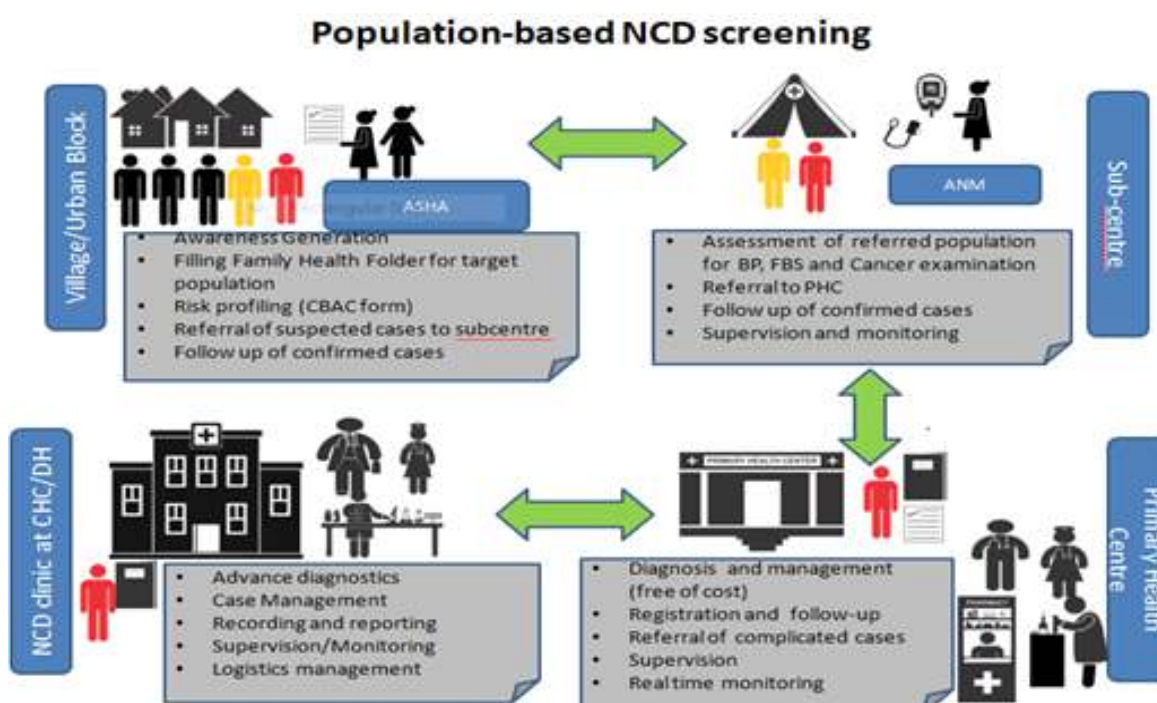 Population-based NCD screening
Village/Urban Block
ASHA
Awareness Generation
• Filling Family Health Folder for target
population
• Risk profiling (CBAC form)
• Referral of suspected cases to subcentre
• Follow up of confirmed cases
ANM
Sub-centre
• Assessment of referred population
for BP, FBS and Cancer examination
• Referral to PHC
• Follow up of confirmed cases
• Supervision and monitoring
NCD clinic at CHC/DH
• Advance diagnostics
• Case Management
• Recording and reporting
• Supervision/Monitoring
• Logistics management
PRIMARY HEALTH CENTER
Primary Health
Centre
PHARMACY
• Diagnosis and management
(free of cost)
• Registration and follow-up
• Referral of complicated cases
• Supervision
• Real time monitoring